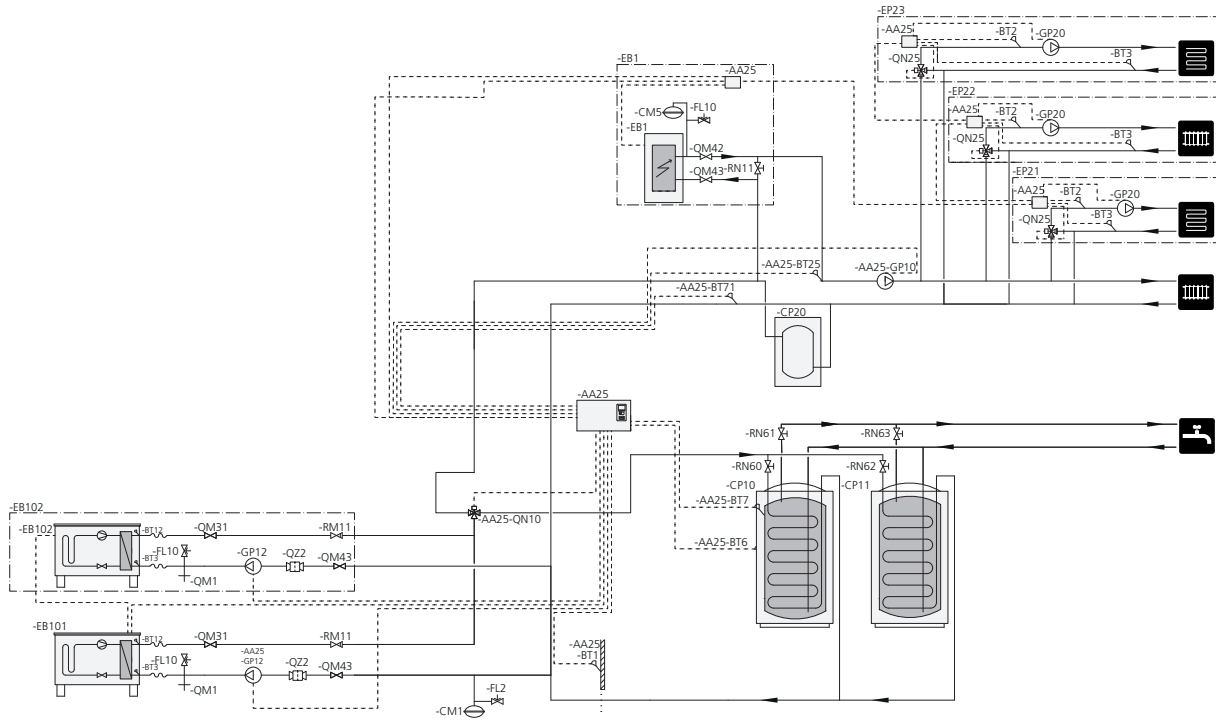 -EP23
-AA25
-BT2
-GP20
-BT3
-QN25
-EB1
-AA25
-EP22
-AA25
-BT2
-GP20
-BT3
-QN25
-CM5
-FL10
-EB1
-QM42
-QM43
-RN11
-EP21
-AA25
-BT2
-GP20
-BT3
-QN25
-AA25-BT25
-AA25-GP10
-AA25-BT71
-CP20
-AA25
-RN61
-RN63
-RN60
-RN62
-CP10
-CP11
-AA25-BT7
-AA25-BT6
-AA25-QN10
-EB102
-EB102
-BT12
-QM31
-RM11
-FL10
-BT3
-GP12
-QZ2
-QM43
-QM1
-EB101
-BT12
-QM31
-RM11
-FL10
-BT3
-AA25
-GP12
-QZ2
-QM43
-QM1
-AA25
-BT1
-FL2
-CM1